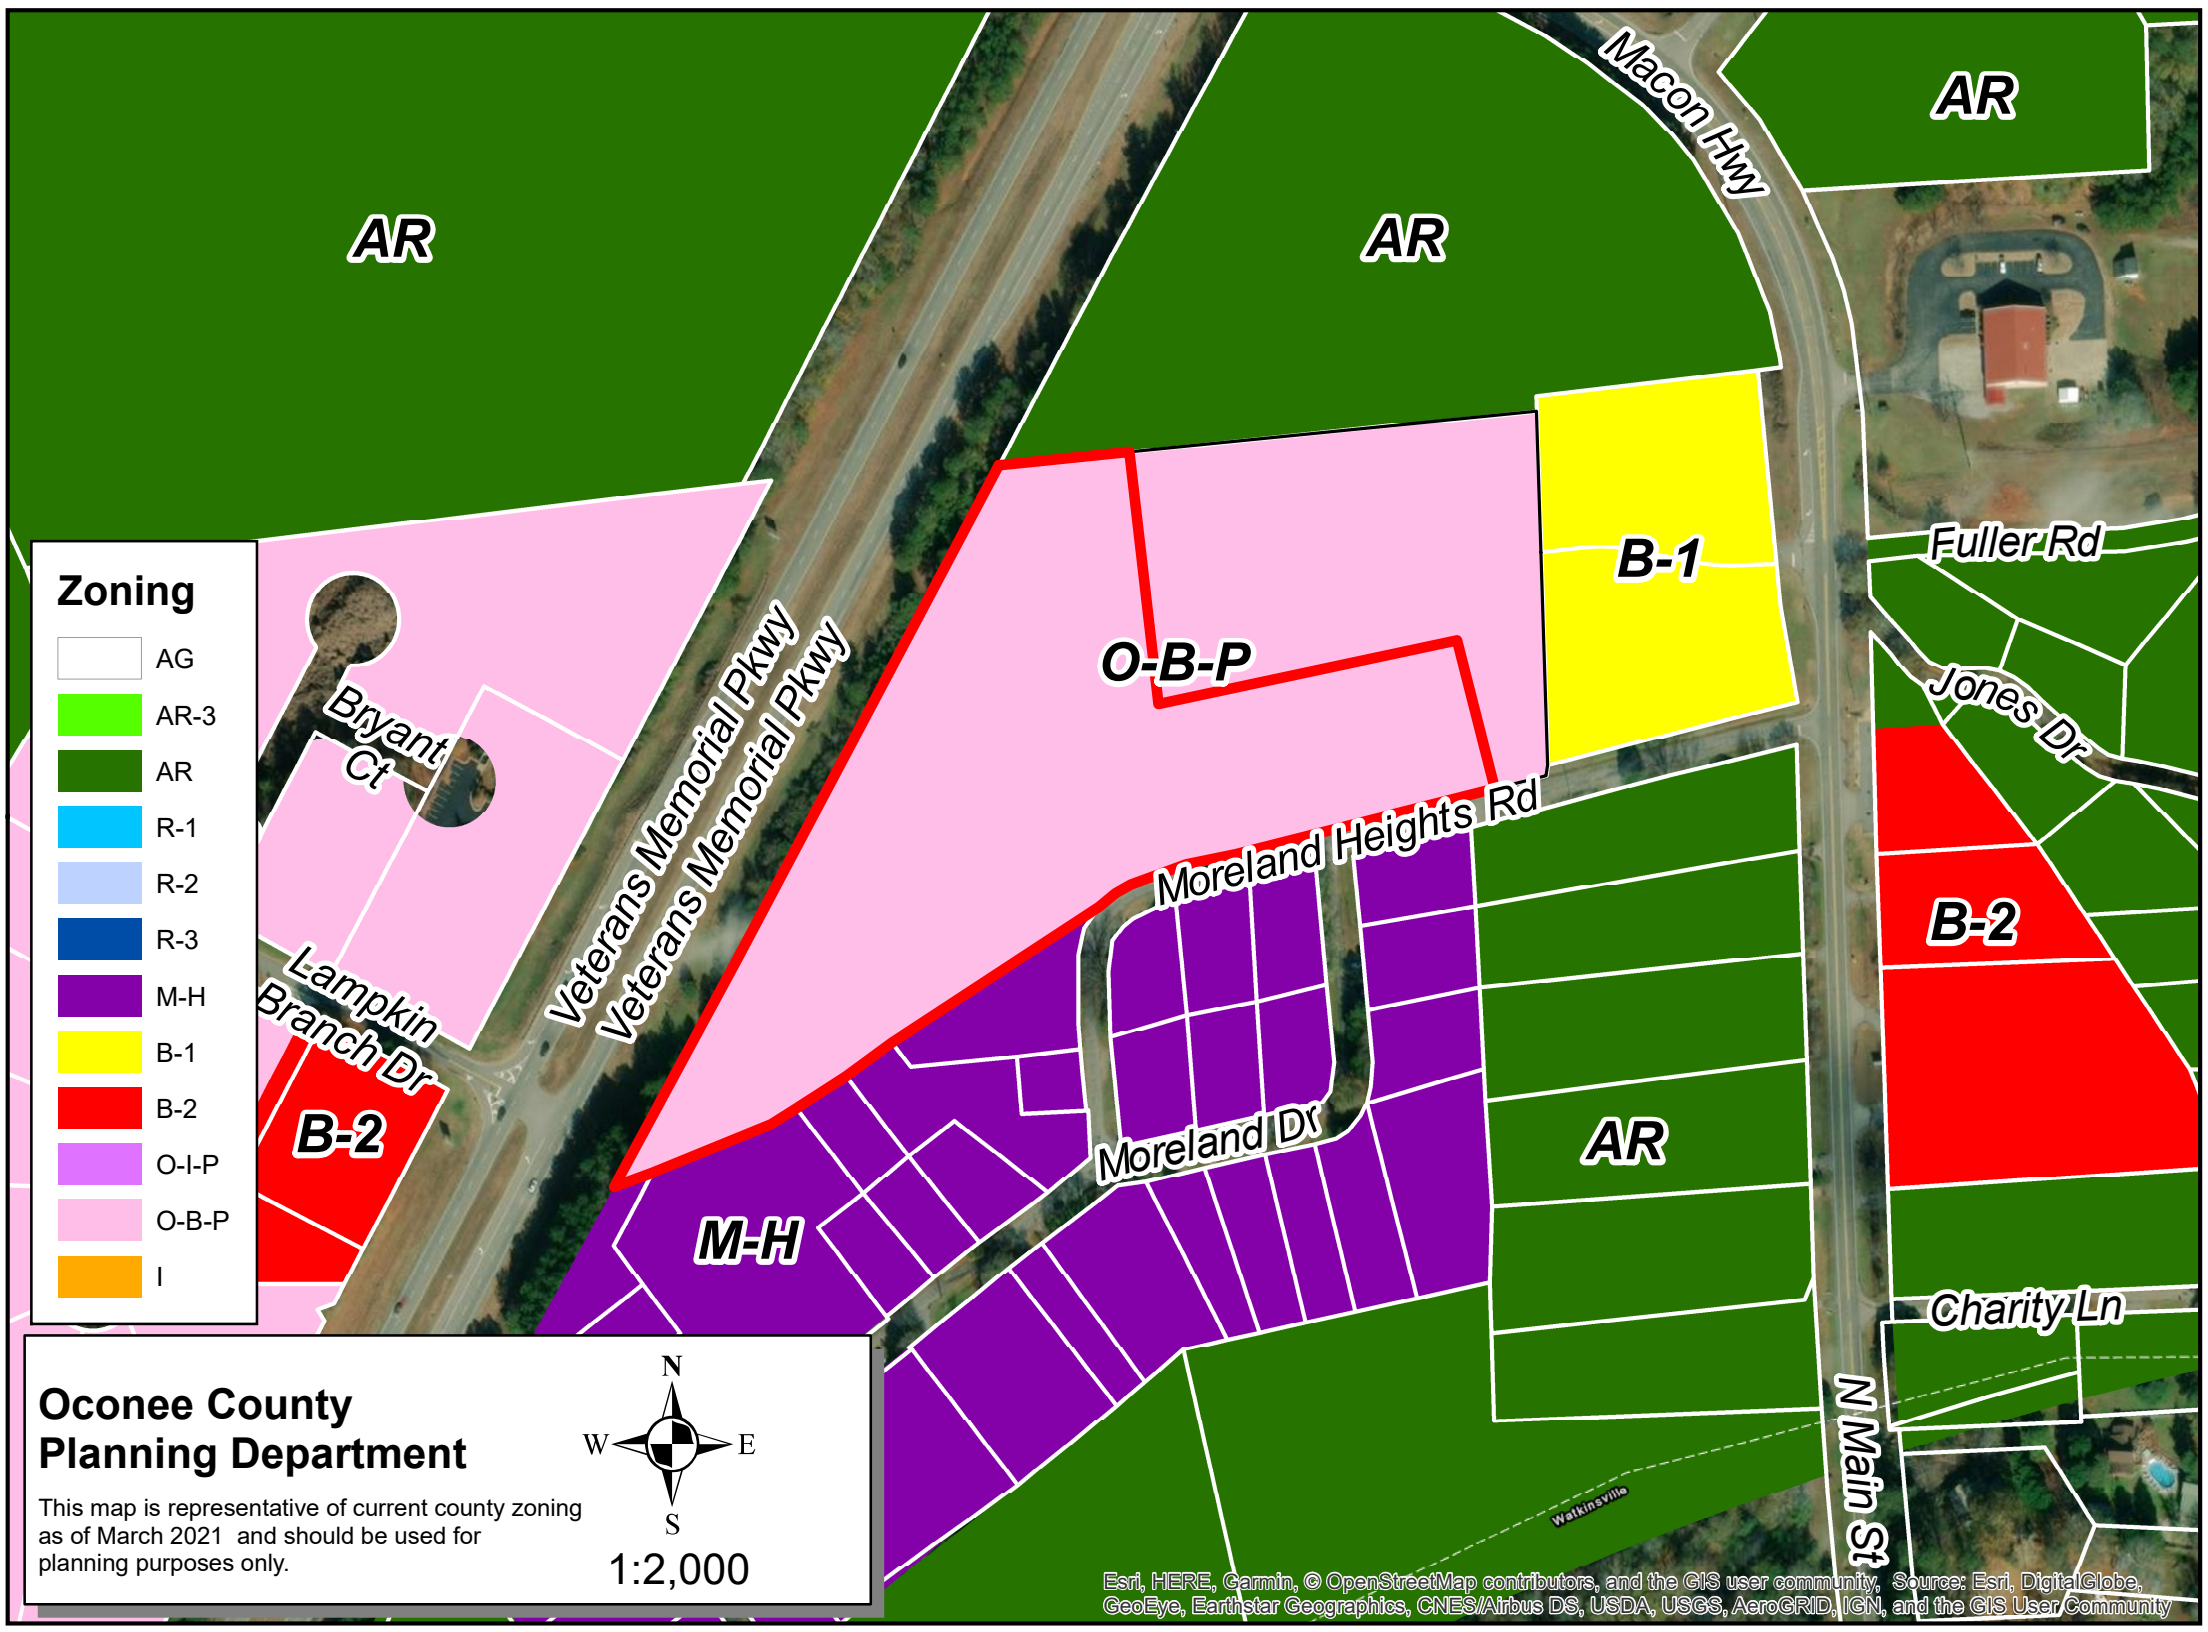 Macon Hwy
AR
AR
AR
Fuller Rd
B-1
Jones Dr
O-B-P
Veterans Memorial Pkwy
Veterans Memorial Pkwy
Bryant
Ct
Moreland Heights Rd
B-2
Lampkin
Branch Dr
B-2
Moreland Dr
AR
M-H
Charity Ln
N Main St
Watkinsville
Zoning
AG
AR-3
AR
R-1
R-2
R-3
M-H
B-1
B-2
O-I-P
O-B-P
I
Oconee County
Planning Department
This map is representative of current county zoning
as of March 2021 and should be used for
planning purposes only.
N
W
E
S
1:2,000
Esri, HERE, Garmin, © OpenStreetMap contributors, and the GIS user community, Source: Esri, DigitalGlobe,
GeoEye, Earthstar Geographics, CNES/Airbus DS, USDA, USGS, AeroGRID, IGN, and the GIS User Community